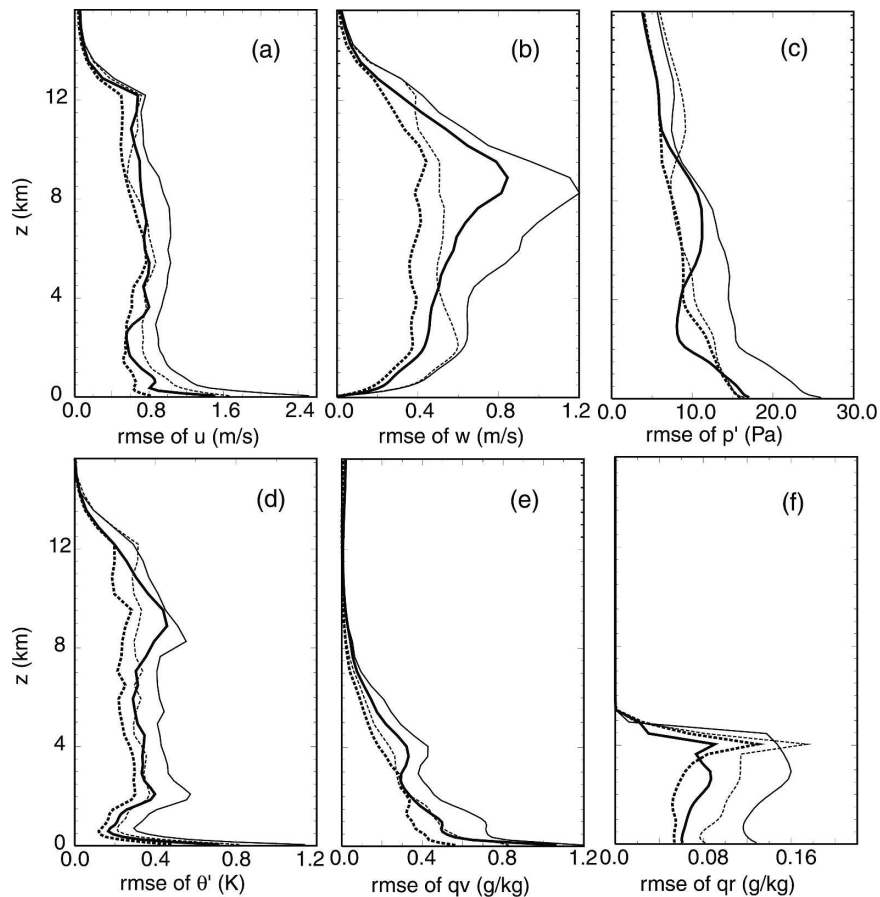 (a)
(b)
(c)
z (km)
12
8
4
0
0.0 0.8 1.6 2.4
rmse of u (m/s)
0.0 0.4 0.8 1.2
rmse of w (m/s)
0.0 10.0 20.0 30.0
rmse of p' (Pa)
(d)
(e)
(f)
z (km)
12
8
4
0
0.0 0.4 0.8 1.2
rmse of θ' (K)
0.0 0.4 0.8 1.2
rmse of qv (g/kg)
0.0 0.08 0.16
rmse of qr (g/kg)